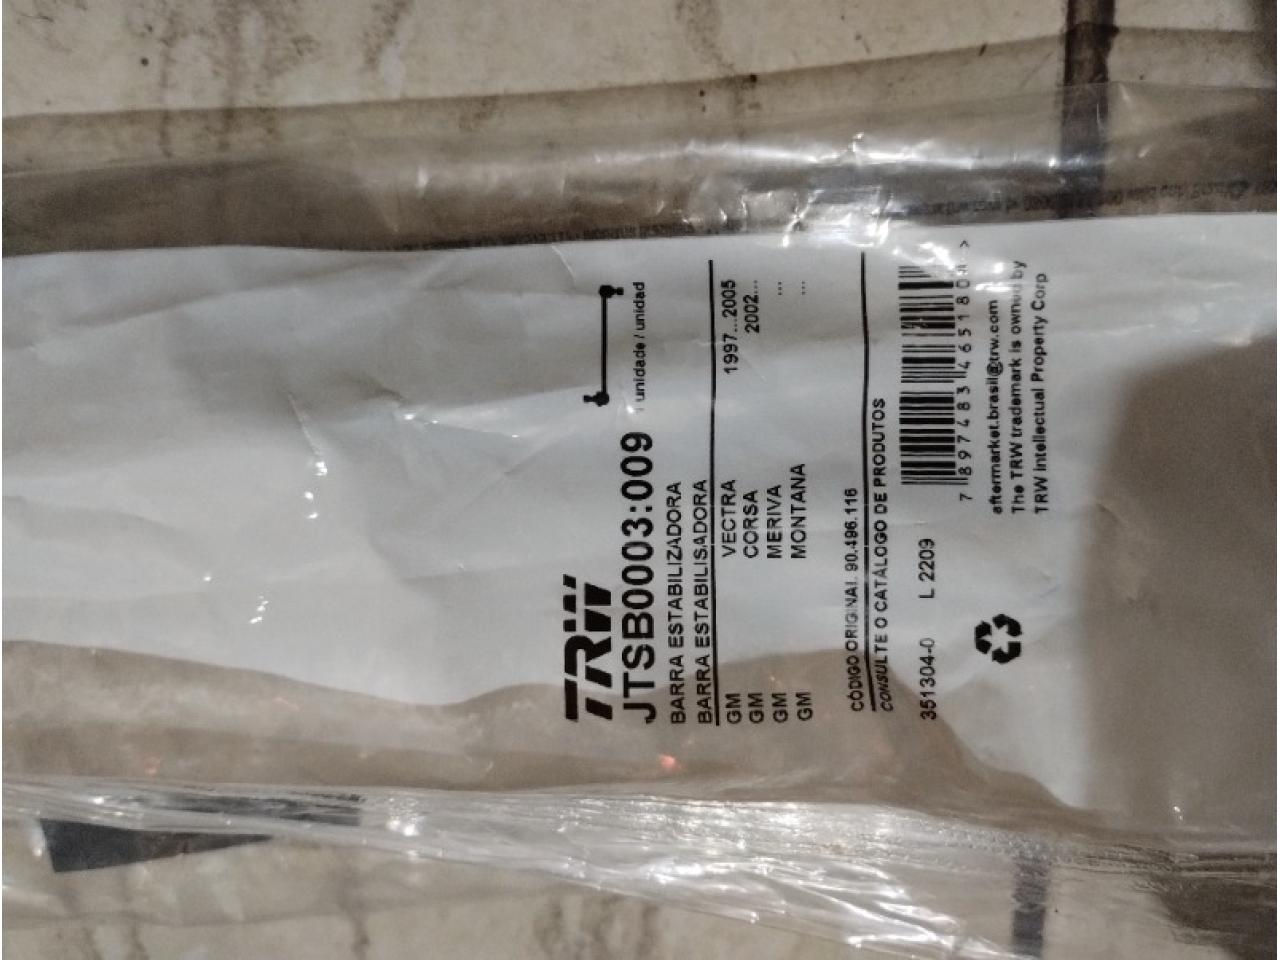 TRW
JTSB0003:009 1 unidade / unidad
BARRA ESTABILIZADORA
BARRA ESTABILISADORA
GM VECTRA 1997...2005
GM CORSA 2002...
GM MERIVA ...
GM MONTANA ...
CÓDIGO ORIGINAL 90.496.116
CONSULTE O CATÁLOGO DE PRODUTOS
351304-0 L 2209
7 897483 465180 >
aftermarket.brasil@trw.com
The TRW trademark is owned by
TRW Intellectual Property Corp